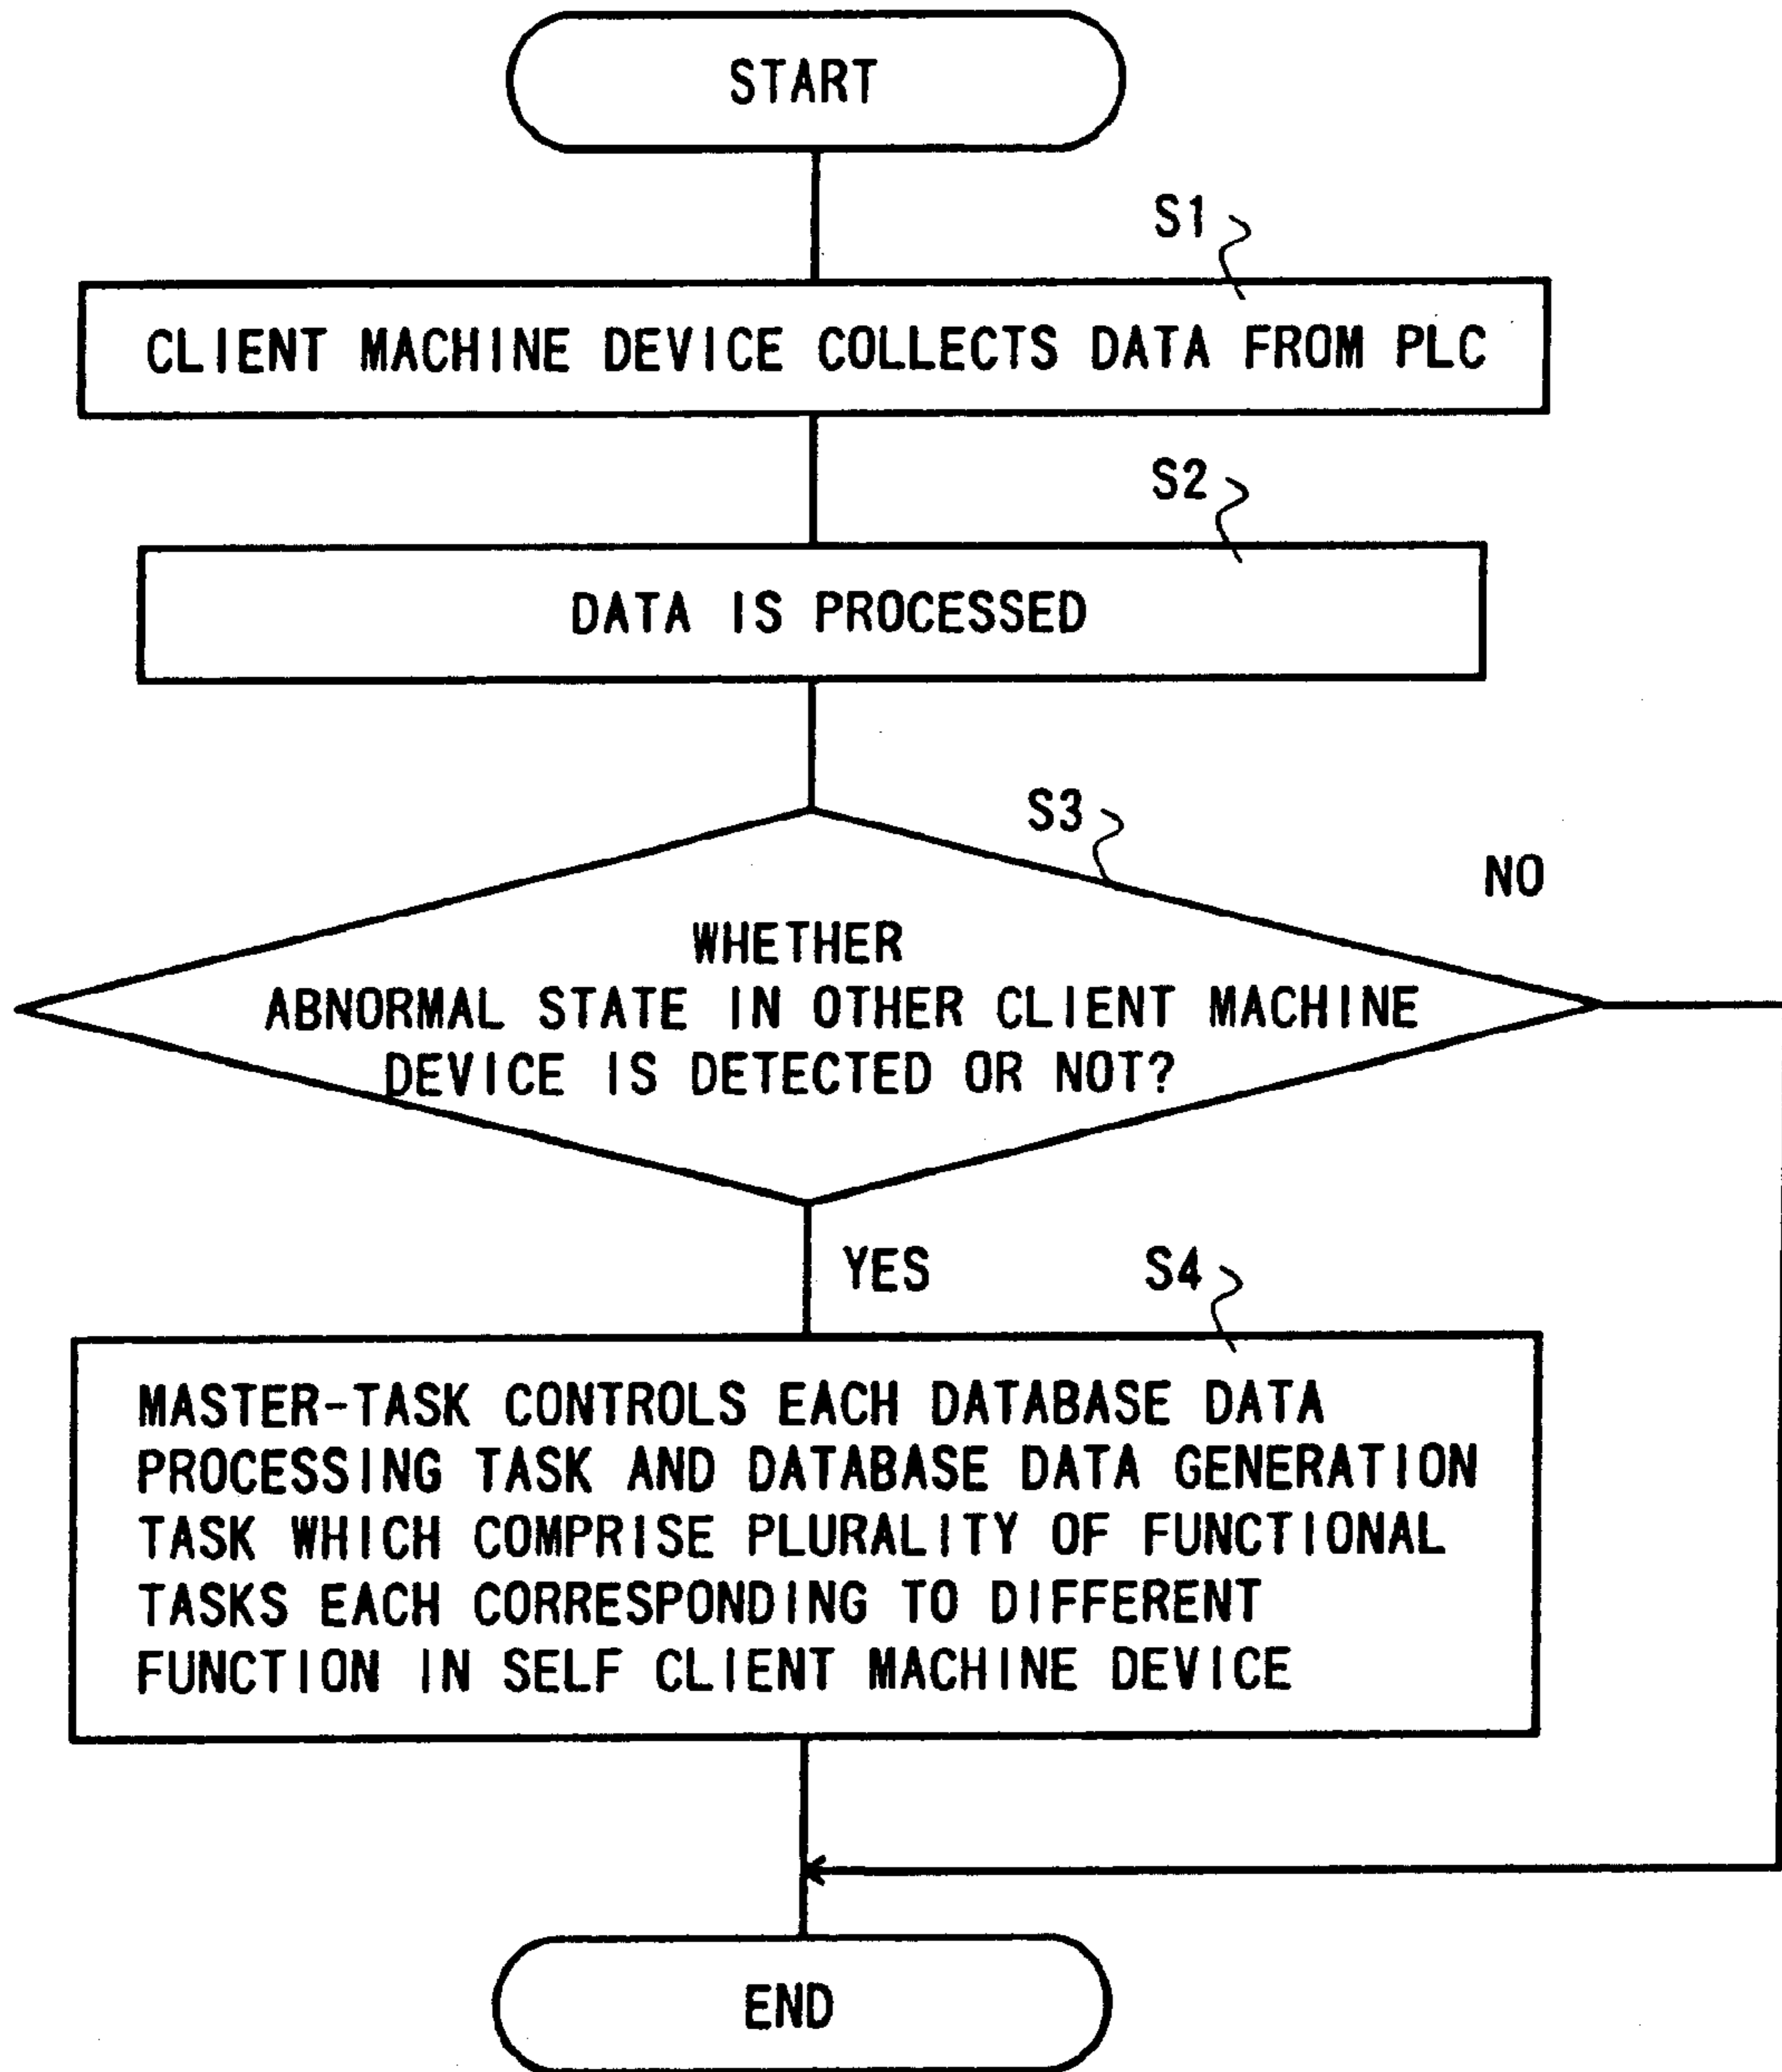 START
S1
CLIENT MACHINE DEVICE COLLECTS DATA FROM PLC
S2
DATA IS PROCESSED
S3
NO
WHETHER
ABNORMAL STATE IN OTHER CLIENT MACHINE
DEVICE IS DETECTED OR NOT?
YES
S4
MASTER-TASK CONTROLS EACH DATABASE DATA
PROCESSING TASK AND DATABASE DATA GENERATION
TASK WHICH COMPRISE PLURALITY OF FUNCTIONAL
TASKS EACH CORRESPONDING TO DIFFERENT
FUNCTION IN SELF CLIENT MACHINE DEVICE
END